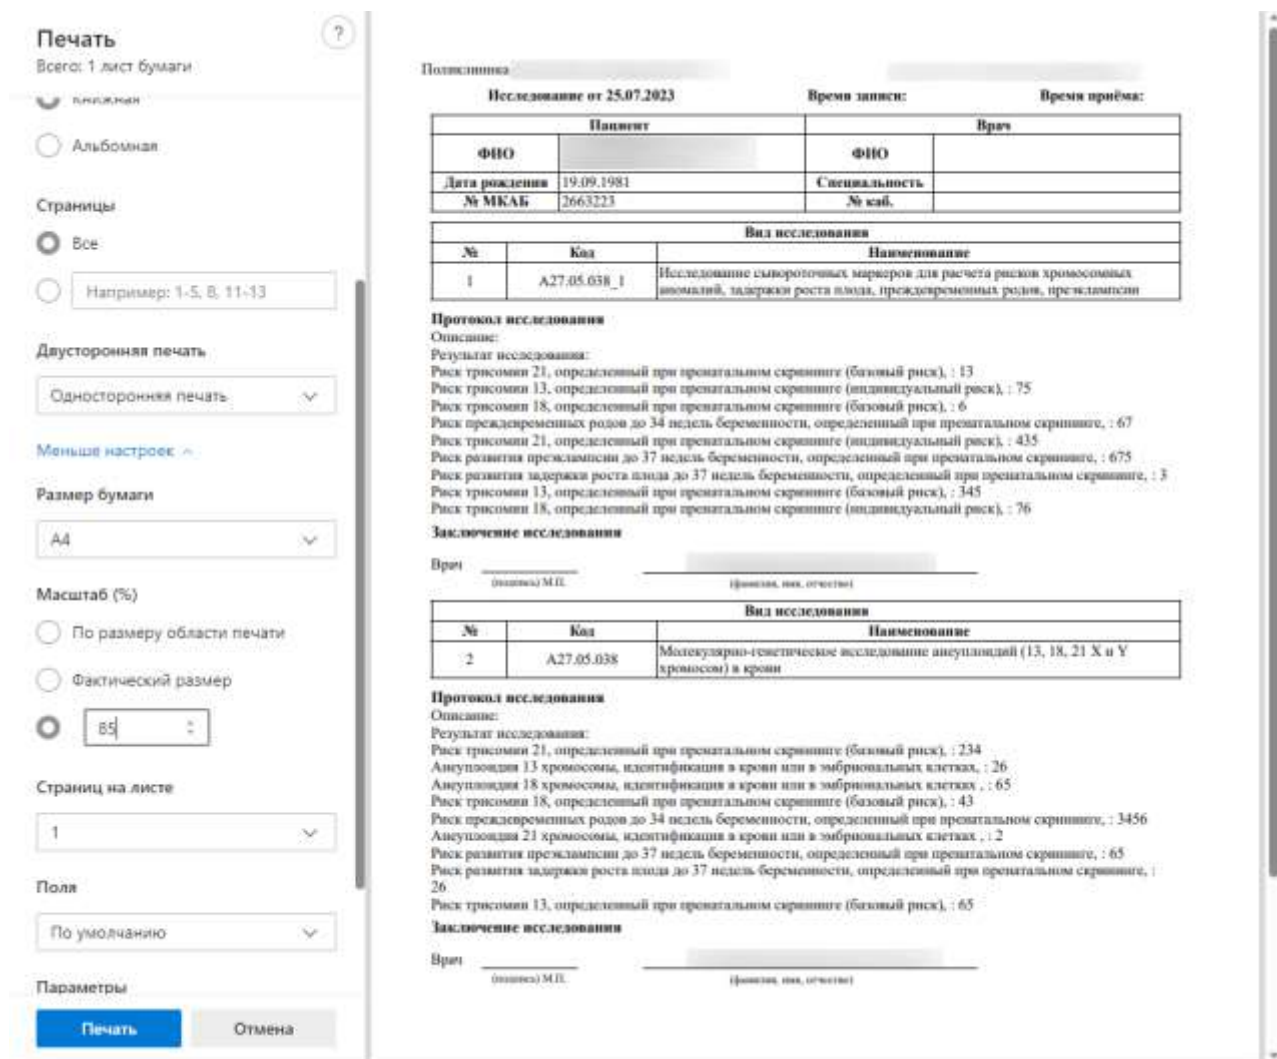 Печать
Всего: 1 лист бумаги
Книжная
Альбомная
Страницы
Все
Например: 1-5, 8, 11-13
Двусторонняя печать
Односторонняя печать
Меньше настроек
Размер бумаги
A4
Масштаб (%)
По размеру области печати
Фактический размер
85
Страниц на листе
1
Поля
По умолчанию
Параметры
Печать Отмена
Поликлиника
Исследование от 25.07.2023 Время записи: Время приёма:
Пациент Врач
ФИО ФИО
Дата рождения 19.09.1981 Специальность
№ МКАБ 2663223 № каб.
Вид исследования
№ Код Наименование
1 A27.05.038_1 Исследование сывороточных маркеров для расчета рисков хромосомных
аномалий, задержки роста плода, преждевременных родов, преэклампсии
Протокол исследования
Описание:
Результат исследования:
Риск трисомии 21, определенный при пренатальном скрининге (базовый риск), : 13
Риск трисомии 13, определенный при пренатальном скрининге (индивидуальный риск), : 75
Риск трисомии 18, определенный при пренатальном скрининге (базовый риск), : 6
Риск преждевременных родов до 34 недель беременности, определенный при пренатальном скрининге, : 67
Риск трисомии 21, определенный при пренатальном скрининге (индивидуальный риск), : 435
Риск развития преэклампсии до 37 недель беременности, определенный при пренатальном скрининге, : 675
Риск развития задержки роста плода до 37 недель беременности, определенный при пренатальном скрининге, : 3
Риск трисомии 13, определенный при пренатальном скрининге (базовый риск), : 345
Риск трисомии 18, определенный при пренатальном скрининге (индивидуальный риск), : 76
Заключение исследования
Врач
(подпись) М.П. (фамилия, имя, отчество)
Вид исследования
№ Код Наименование
2 A27.05.038 Молекулярно-генетическое исследование анеуплоидий (13, 18, 21 X и Y
хромосом) в крови
Протокол исследования
Описание:
Результат исследования:
Риск трисомии 21, определенный при пренатальном скрининге (базовый риск), : 234
Анеуплоидия 13 хромосомы, идентификация в крови или в эмбриональных клетках, : 26
Анеуплоидия 18 хромосомы, идентификация в крови или в эмбриональных клетках , : 65
Риск трисомии 18, определенный при пренатальном скрининге (базовый риск), : 43
Риск преждевременных родов до 34 недель беременности, определенный при пренатальном скрининге, : 3456
Анеуплоидия 21 хромосомы, идентификация в крови или в эмбриональных клетках , : 2
Риск развития преэклампсии до 37 недель беременности, определенный при пренатальном скрининге, : 65
Риск развития задержки роста плода до 37 недель беременности, определенный при пренатальном скрининге, :
26
Риск трисомии 13, определенный при пренатальном скрининге (базовый риск), : 65
Заключение исследования
Врач
(подпись) М.П. (фамилия, имя, отчество)